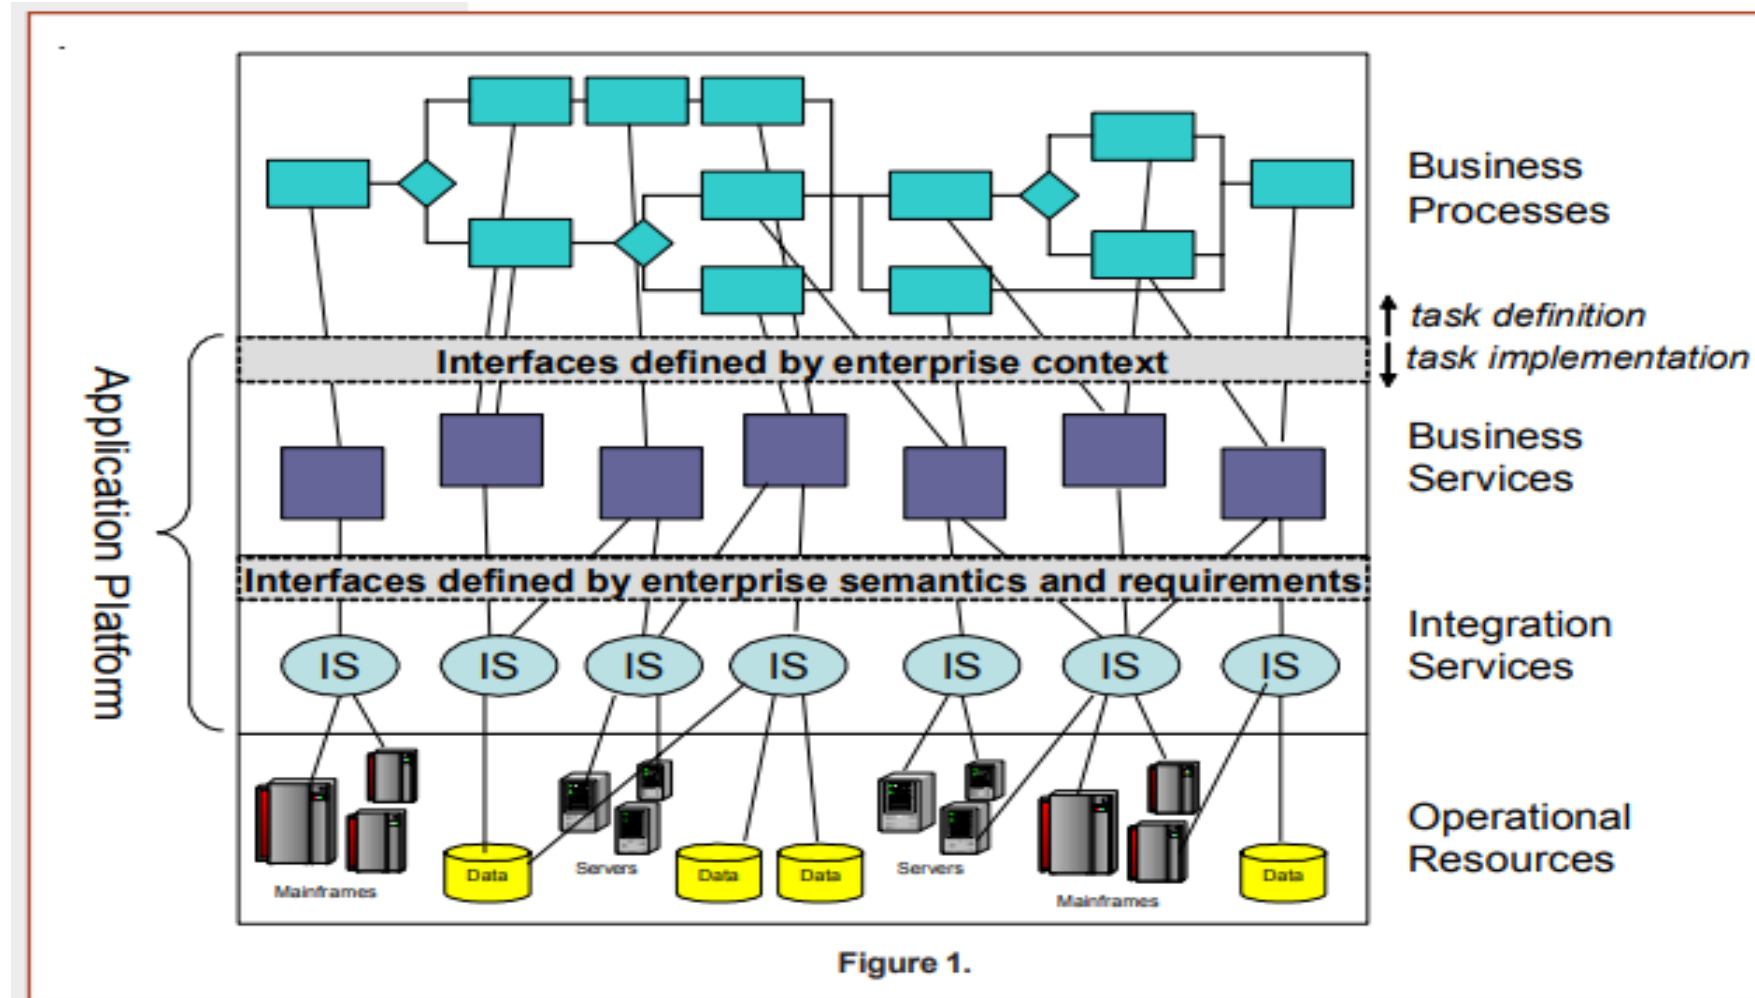 Business
Processes
task definition
task implementation
Interfaces defined by enterprise context
Application Platform
Business
Services
Interfaces defined by enterprise semantics and requirements
IS
IS
IS
IS
IS
IS
IS
Integration
Services
Mainframes
Data
Servers
Data
Data
Servers
Mainframes
Data
Operational
Resources
Figure 1.